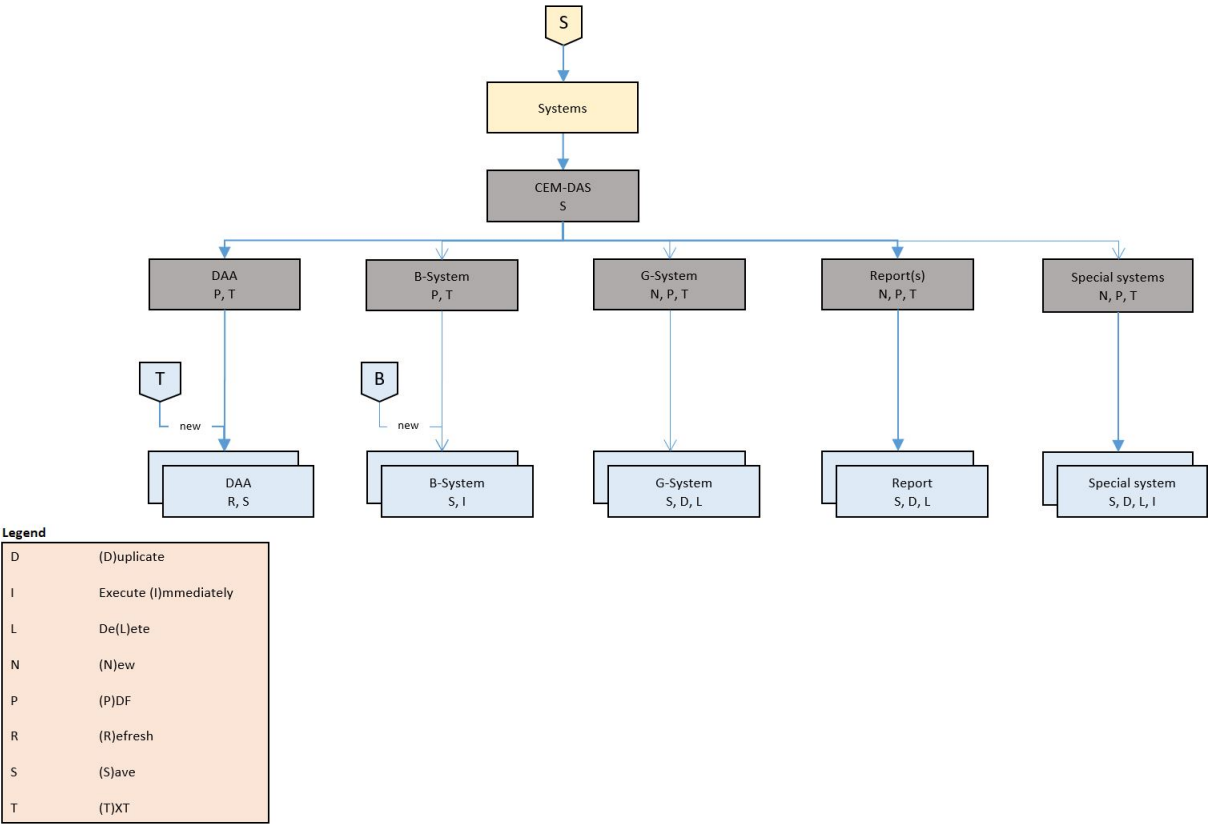 S
Systems
CEM-DAS
S
DAA
P, T
B-System
P, T
G-System
N, P, T
Report(s)
N, P, T
Special systems
N, P, T
T
new
B
new
DAA
R, S
B-System
S, I
G-System
S, D, L
Report
S, D, L
Special system
S, D, L, I
Legend
D (D)uplicate
I Execute (I)mmediately
L De(L)ete
N (N)ew
P (P)DF
R (R)efresh
S (S)ave
T (T)XT